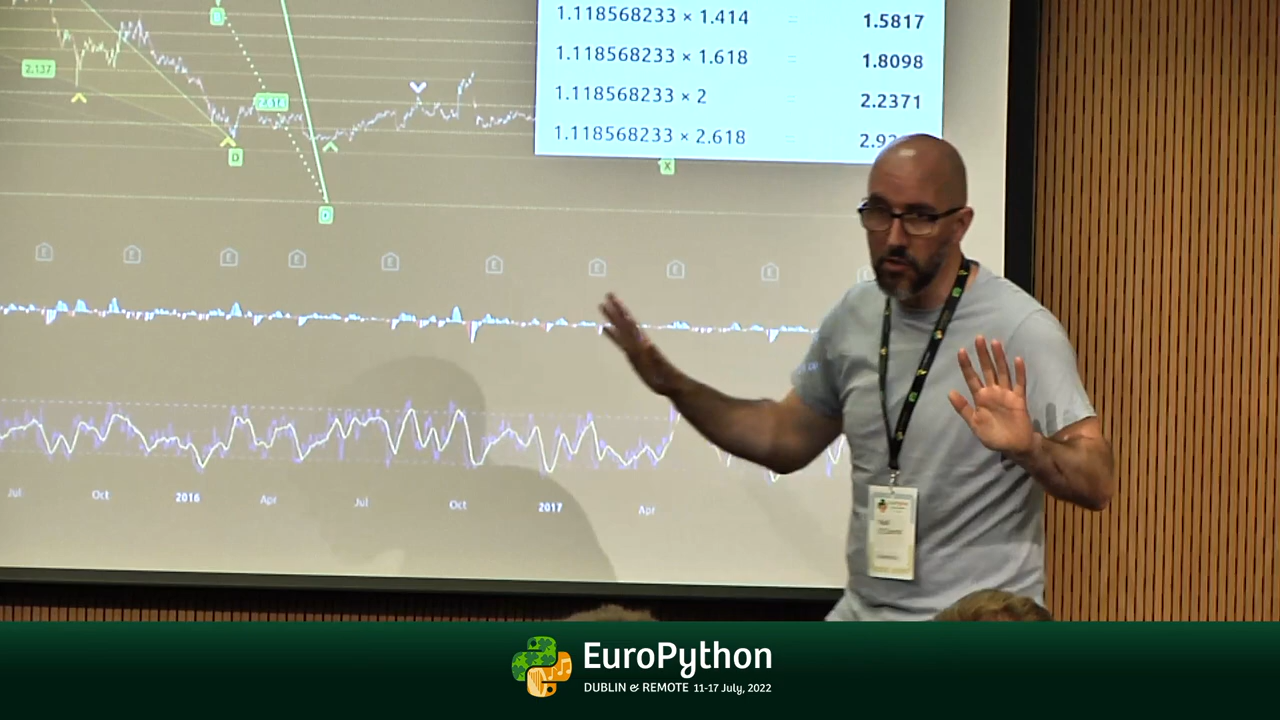 1.118568233 × 1.414 = 1.5817
1.118568233 × 1.618 = 1.8098
1.118568233 × 2 = 2.2371
1.118568233 × 2.618 = 2.92
B
2.137
D
D
X
E E E E E E E E E
Jul Oct 2016 Apr Jul Oct 2017 Apr
EuroPython
DUBLIN & REMOTE 11-17 July, 2022